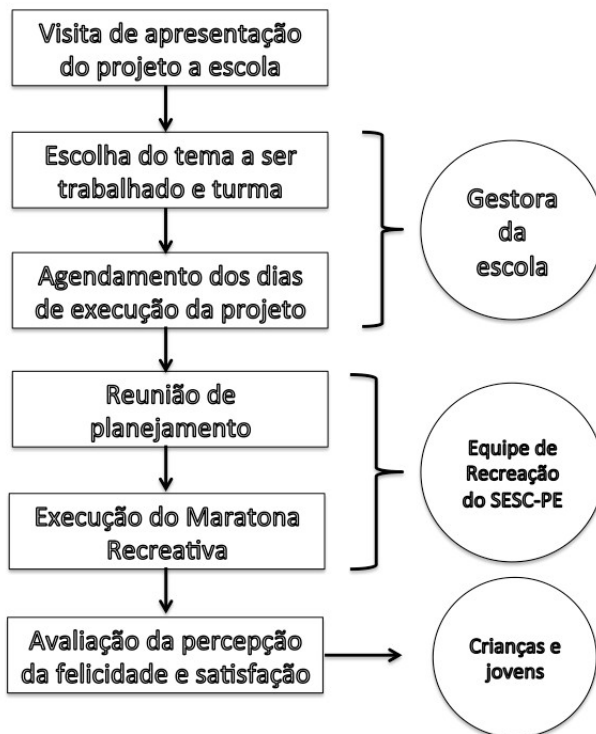 Visita de apresentação
do projeto a escola
Escolha do tema a ser
trabalhado e turma
Agendamento dos dias
de execução da projeto
Gestora
da
escola
Reunião de
planejamento
Execução do Maratona
Recreativa
Equipe de
Recreação
do SESC-PE
Avaliação da percepção
da felicidade e satisfação
Crianças e
jovens